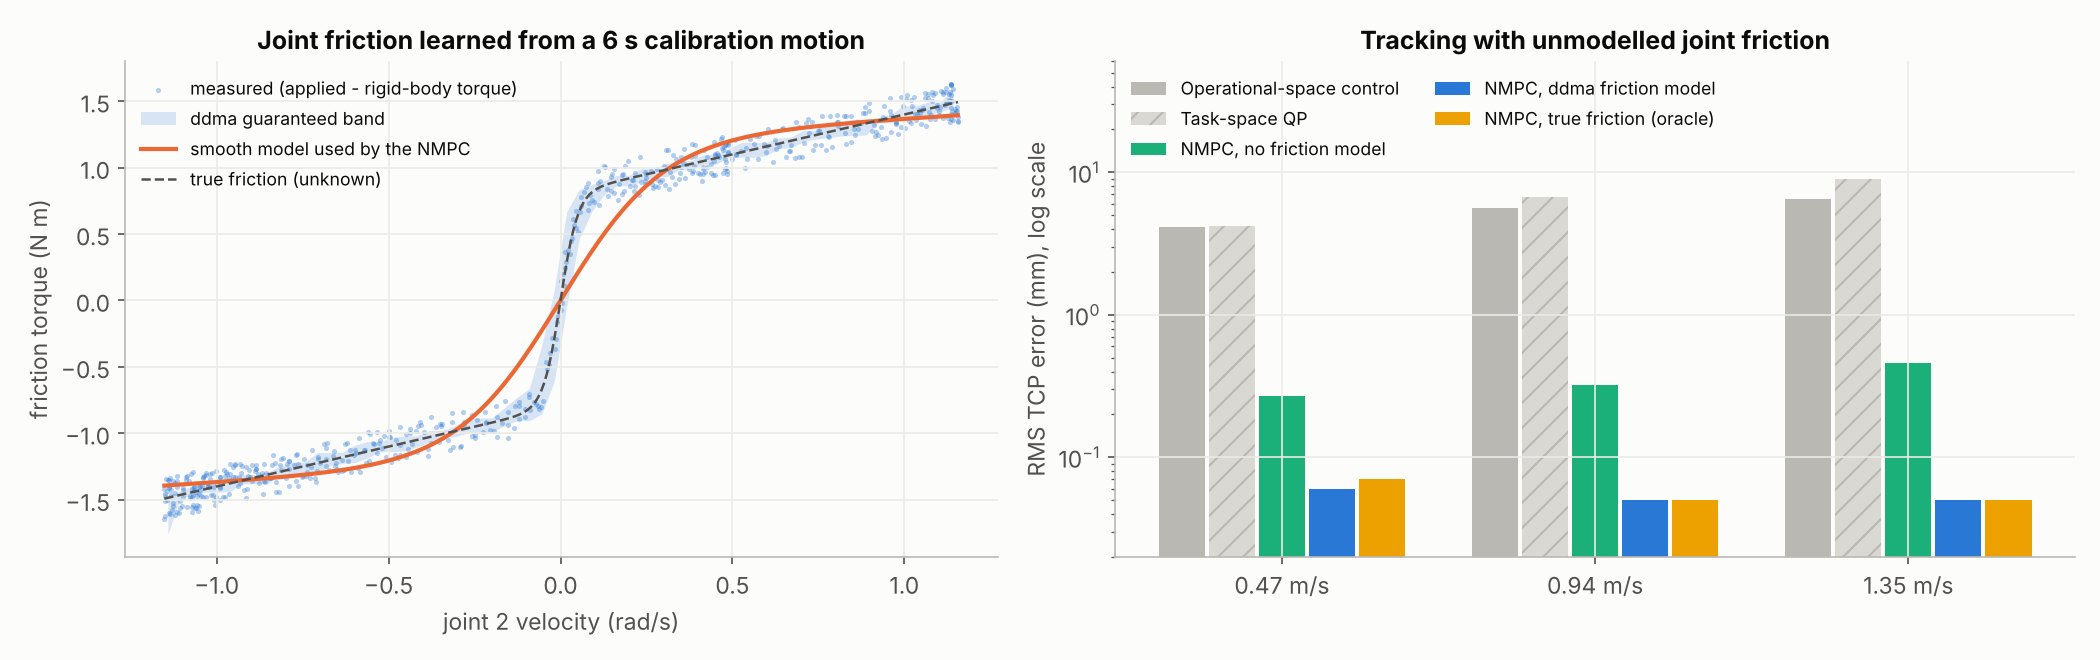 Joint friction learned from a 6 s calibration motion
measured (applied - rigid-body torque)
ddma guaranteed band
smooth model used by the NMPC
true friction (unknown)
friction torque (N m)
1.5
1.0
0.5
0.0
−0.5
−1.0
−1.5
−1.0 −0.5 0.0 0.5 1.0
joint 2 velocity (rad/s)
Tracking with unmodelled joint friction
Operational-space control
Task-space QP
NMPC, no friction model
NMPC, ddma friction model
NMPC, true friction (oracle)
RMS TCP error (mm), log scale
10¹
10⁰
10⁻¹
0.47 m/s 0.94 m/s 1.35 m/s